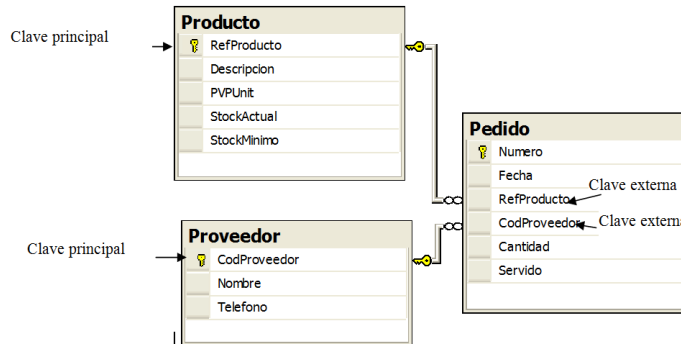 Clave principal
Producto
RefProducto
Descripcion
PVPUnit
StockActual
StockMinimo
Pedido
Numero
Fecha
RefProducto
Clave externa
CodProveedor
Clave externa
Cantidad
Servido
Clave principal
Proveedor
CodProveedor
Nombre
Telefono